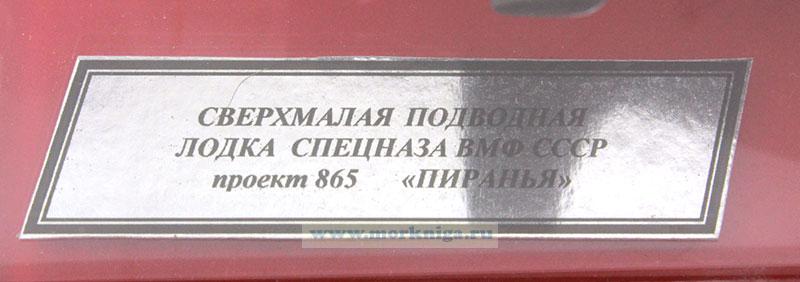 СВЕРХМАЛАЯ ПОДВОДНАЯ
ЛОДКА СПЕЦНАЗА ВМФ СССР
проект 865 «ПИРАНЬЯ»
www.morkniga.ru